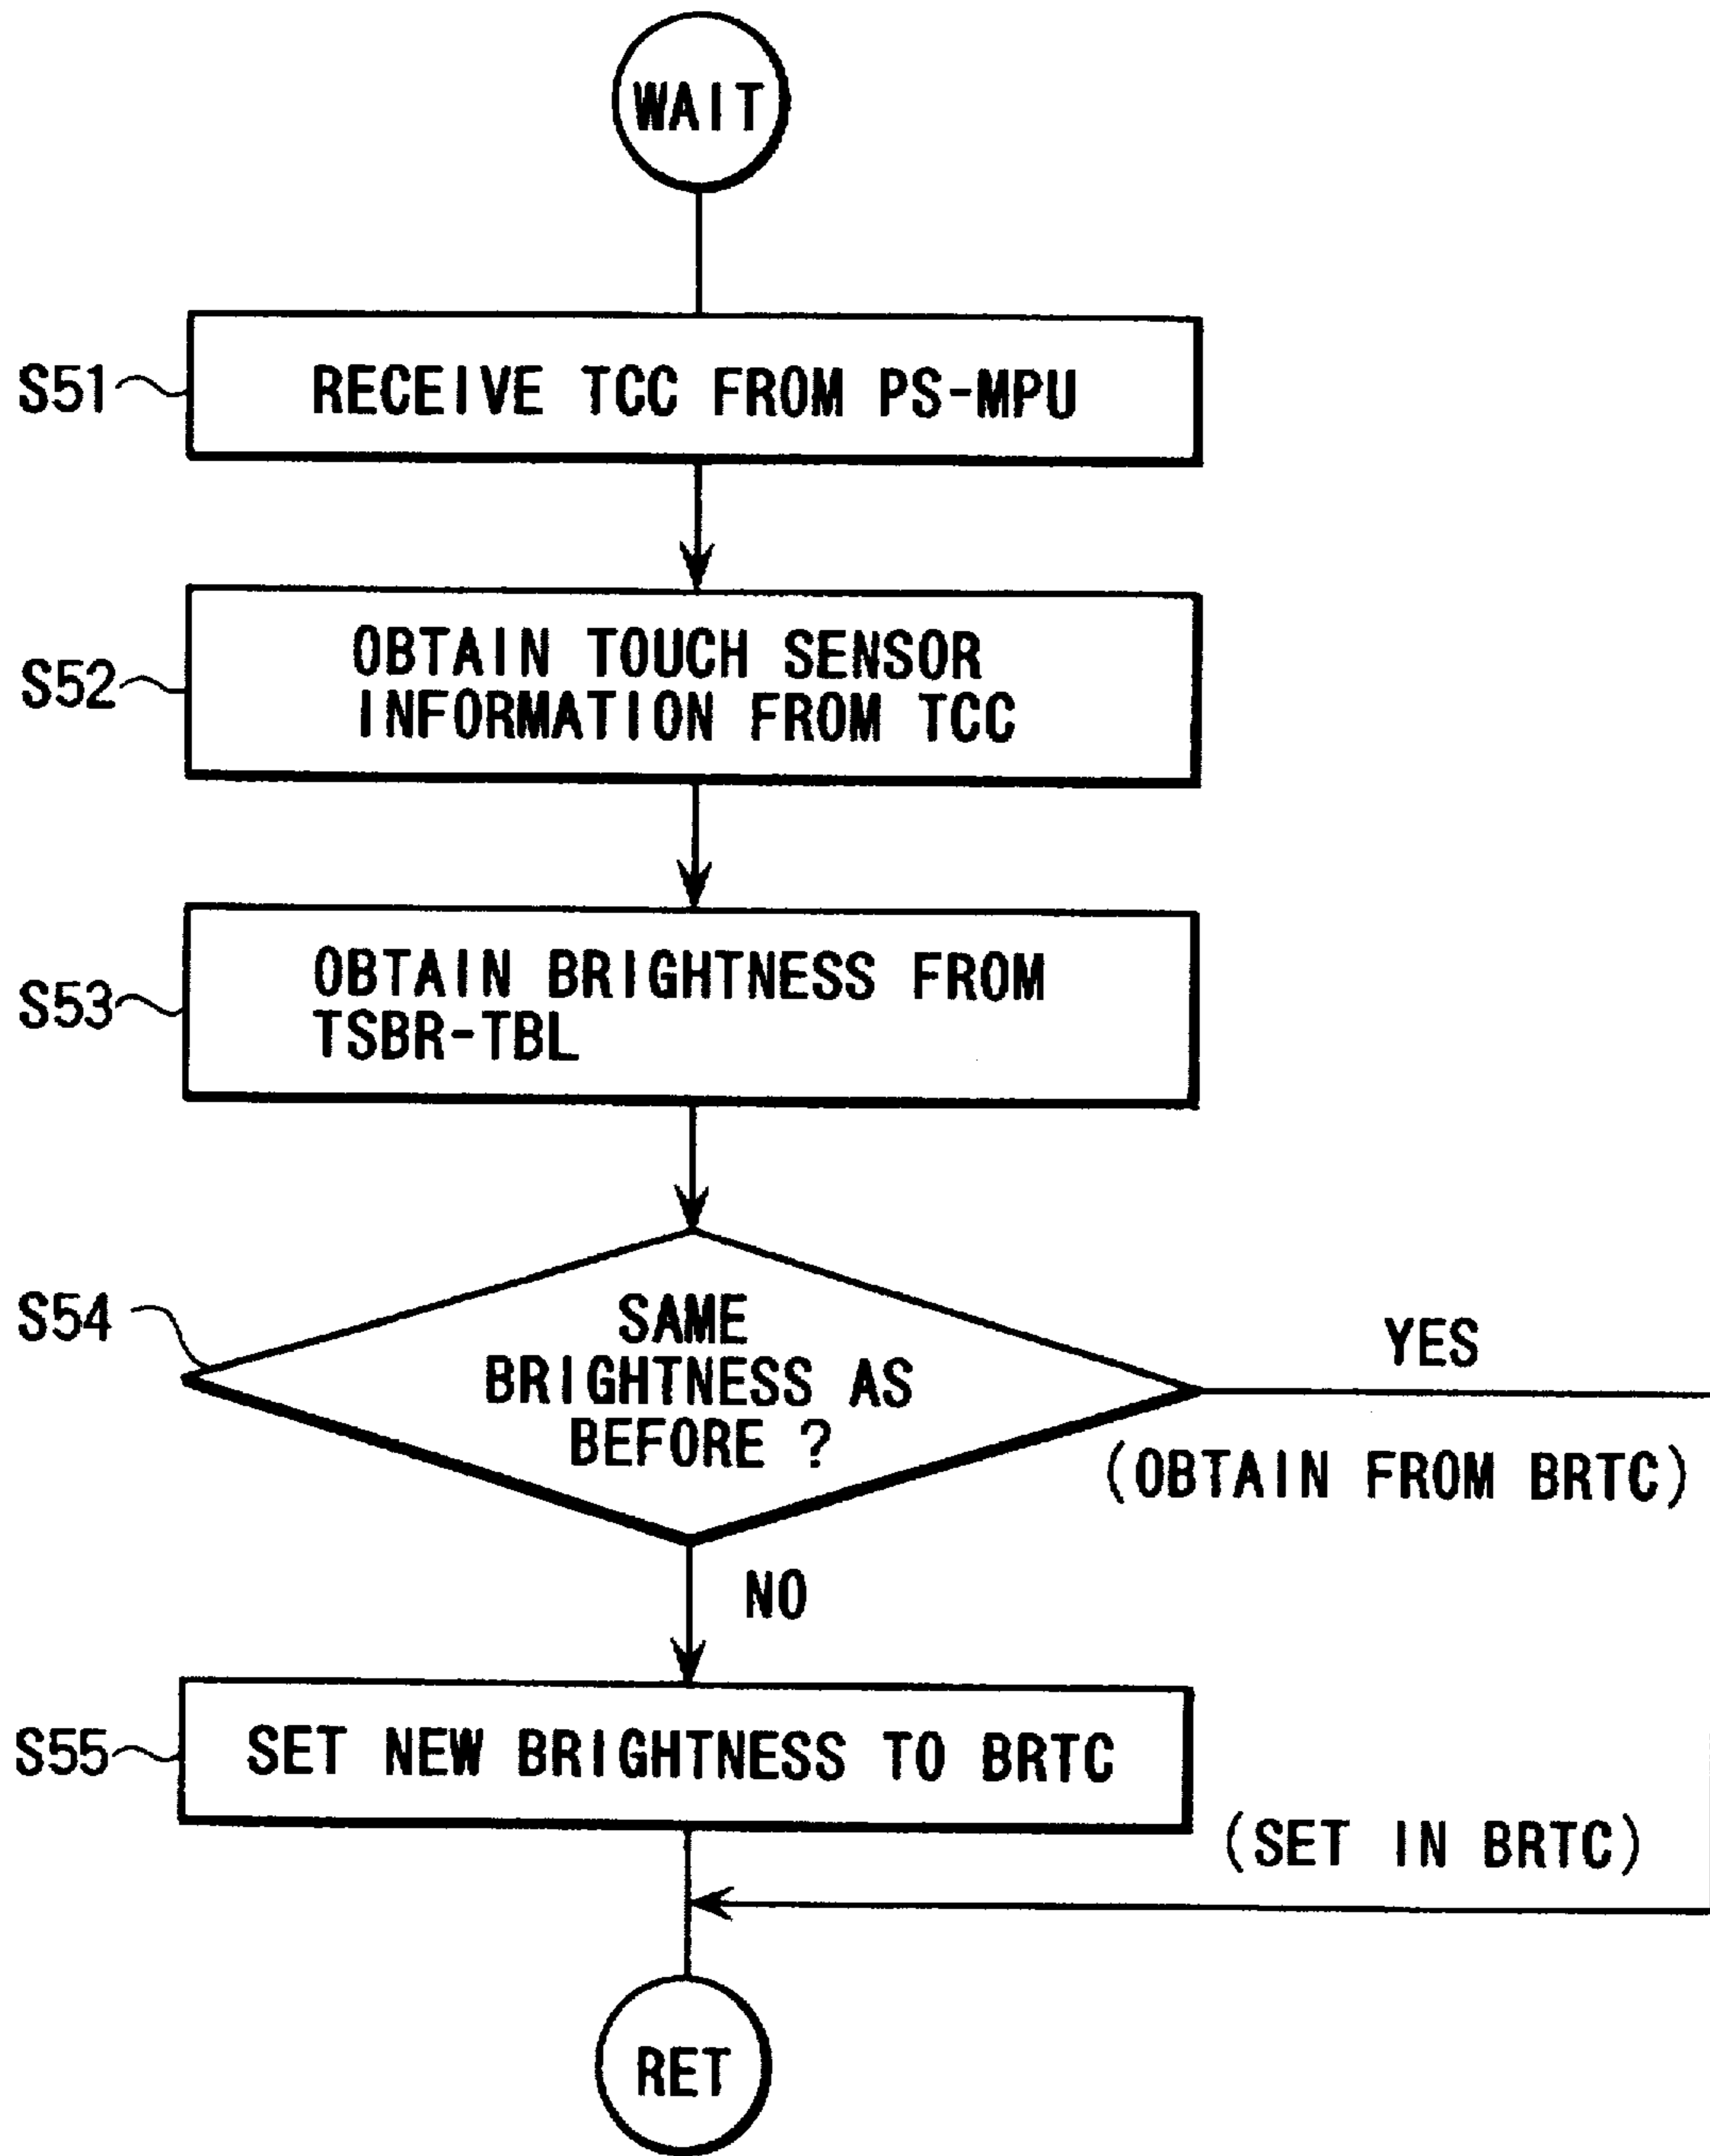 WAIT
S51
RECEIVE TCC FROM PS-MPU
S52
OBTAIN TOUCH SENSOR
INFORMATION FROM TCC
S53
OBTAIN BRIGHTNESS FROM
TSBR-TBL
S54
SAME
BRIGHTNESS AS
BEFORE ?
YES
(OBTAIN FROM BRTC)
NO
S55
SET NEW BRIGHTNESS TO BRTC
(SET IN BRTC)
RET